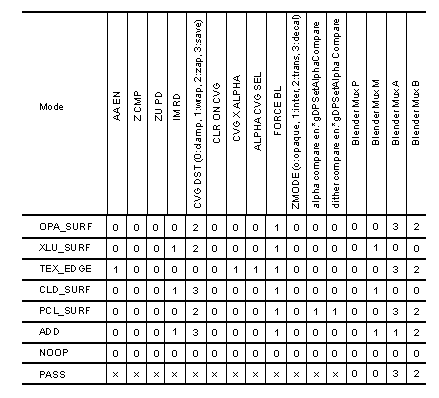 Mode
AA EN
Z CMP
Z U PD
IM RD
CVG DST (0:clamp, 1:wrap, 2:zap, 3:save)
CLR ON CVG
CVG X ALPHA
ALPHA CVG SEL
FORCE BL
ZMODE (o:opaque, 1:inter, 2:trans, 3:decal)
alpha compare en:*gDPSetAlphaCompare
dither compare en:*gDPSetAlpha Compare
Blender Mux P
Blender Mux M
Blender Mux A
Blender Mux B
OPA_SURF 0 0 0 0 2 0 0 0 1 0 0 0 0 0 3 2
XLU_SURF 0 0 0 1 2 0 0 0 1 0 0 0 0 1 0 0
TEX_EDGE 1 0 0 0 0 0 1 1 1 0 0 0 0 0 3 2
CLD_SURF 0 0 0 1 3 0 0 0 1 0 0 0 0 1 0 0
PCL_SURF 0 0 0 0 2 0 0 0 1 0 1 1 0 0 3 2
ADD 0 0 0 1 3 0 0 0 1 0 0 0 0 1 1 2
NOOP 0 0 0 0 0 0 0 0 0 0 0 0 0 0 0 0
PASS x x x x x x x x x x x x 0 0 3 2